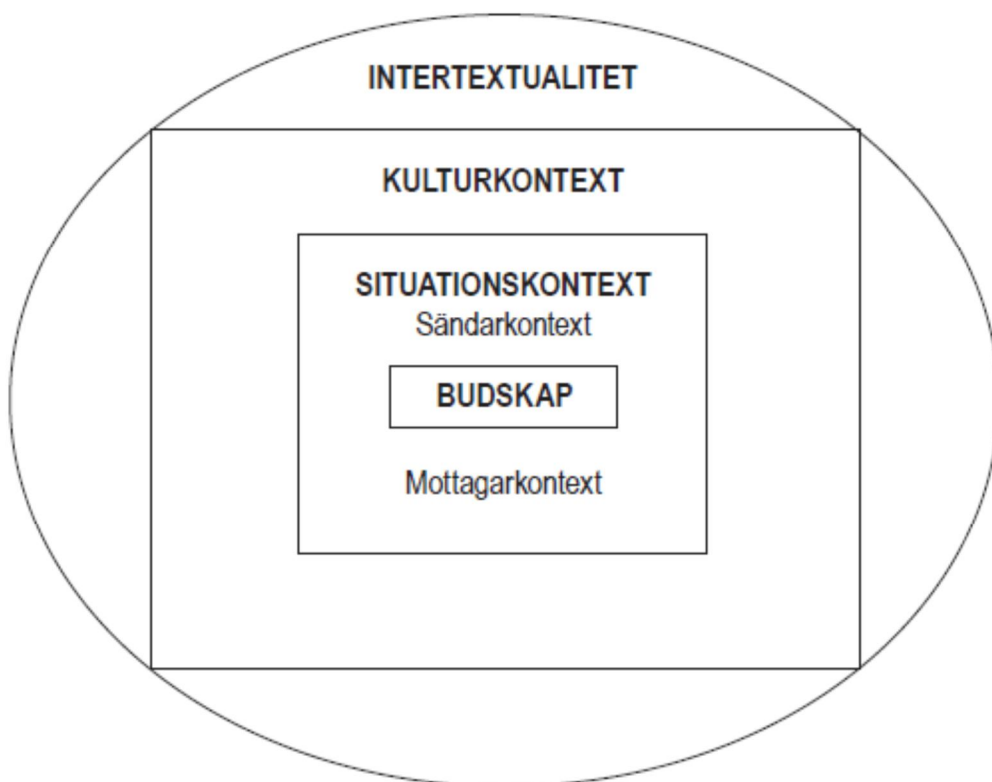 INTERTEXTUALITET
KULTURKONTEXT
SITUATIONSKONTEXT
Sändarkontext
BUDSKAP
Mottagarkontext